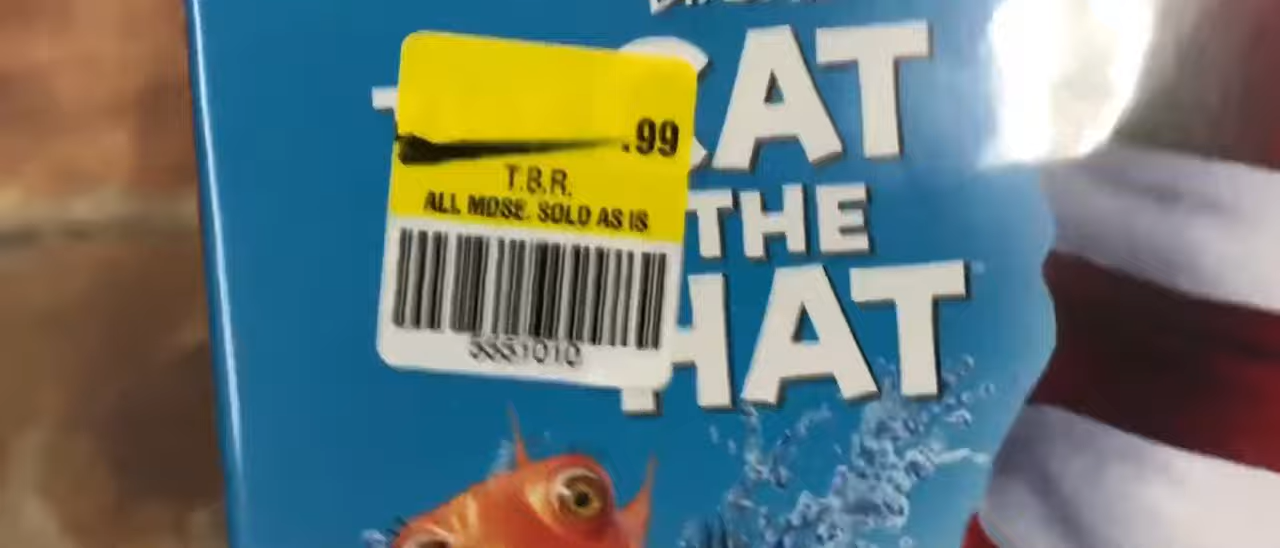 CAT
THE
HAT
.99
T.B.R.
ALL MDSE. SOLD AS IS